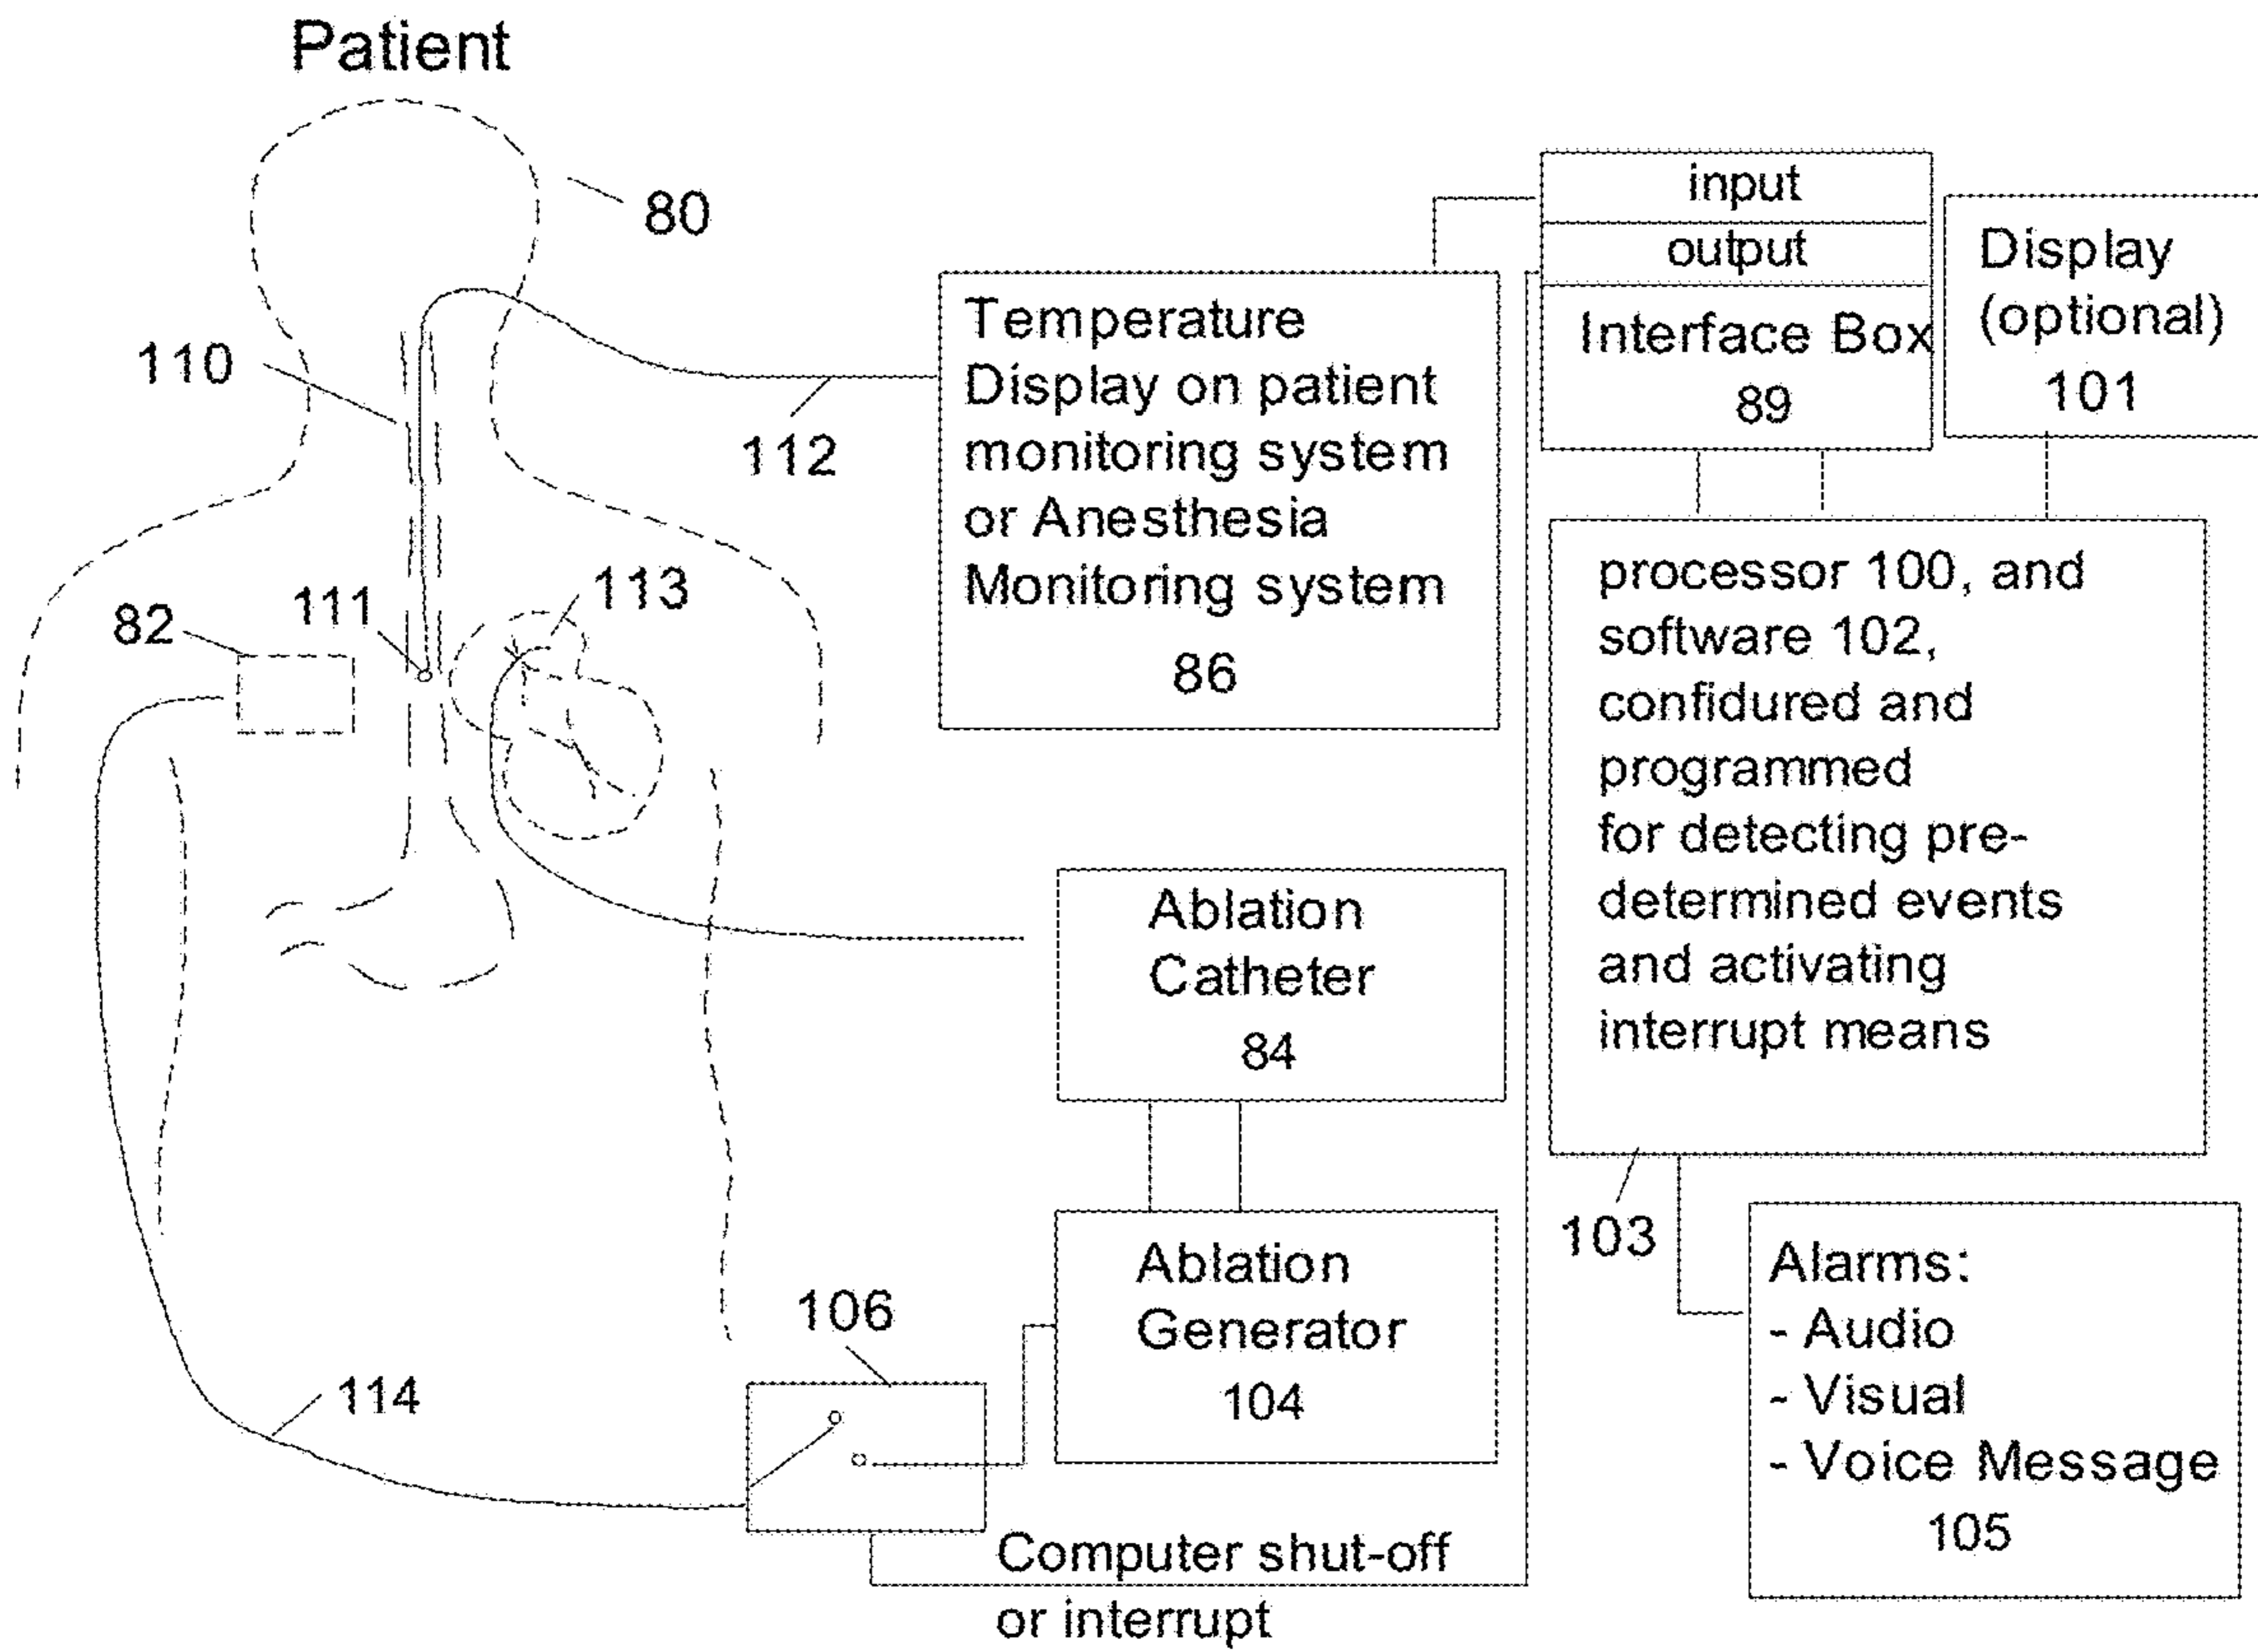 Patient
80
110
112
82
111
113
114
106
Temperature
Display on patient
monitoring system
or Anesthesia
Monitoring system
86
input
output
Interface Box
89
Display
(optional)
101
processor 100, and
software 102,
confidured and
programmed
for detecting pre-
determined events
and activating
interrupt means
103
Ablation
Catheter
84
Ablation
Generator
104
Alarms:
- Audio
- Visual
- Voice Message
105
Computer shut-off
or interrupt